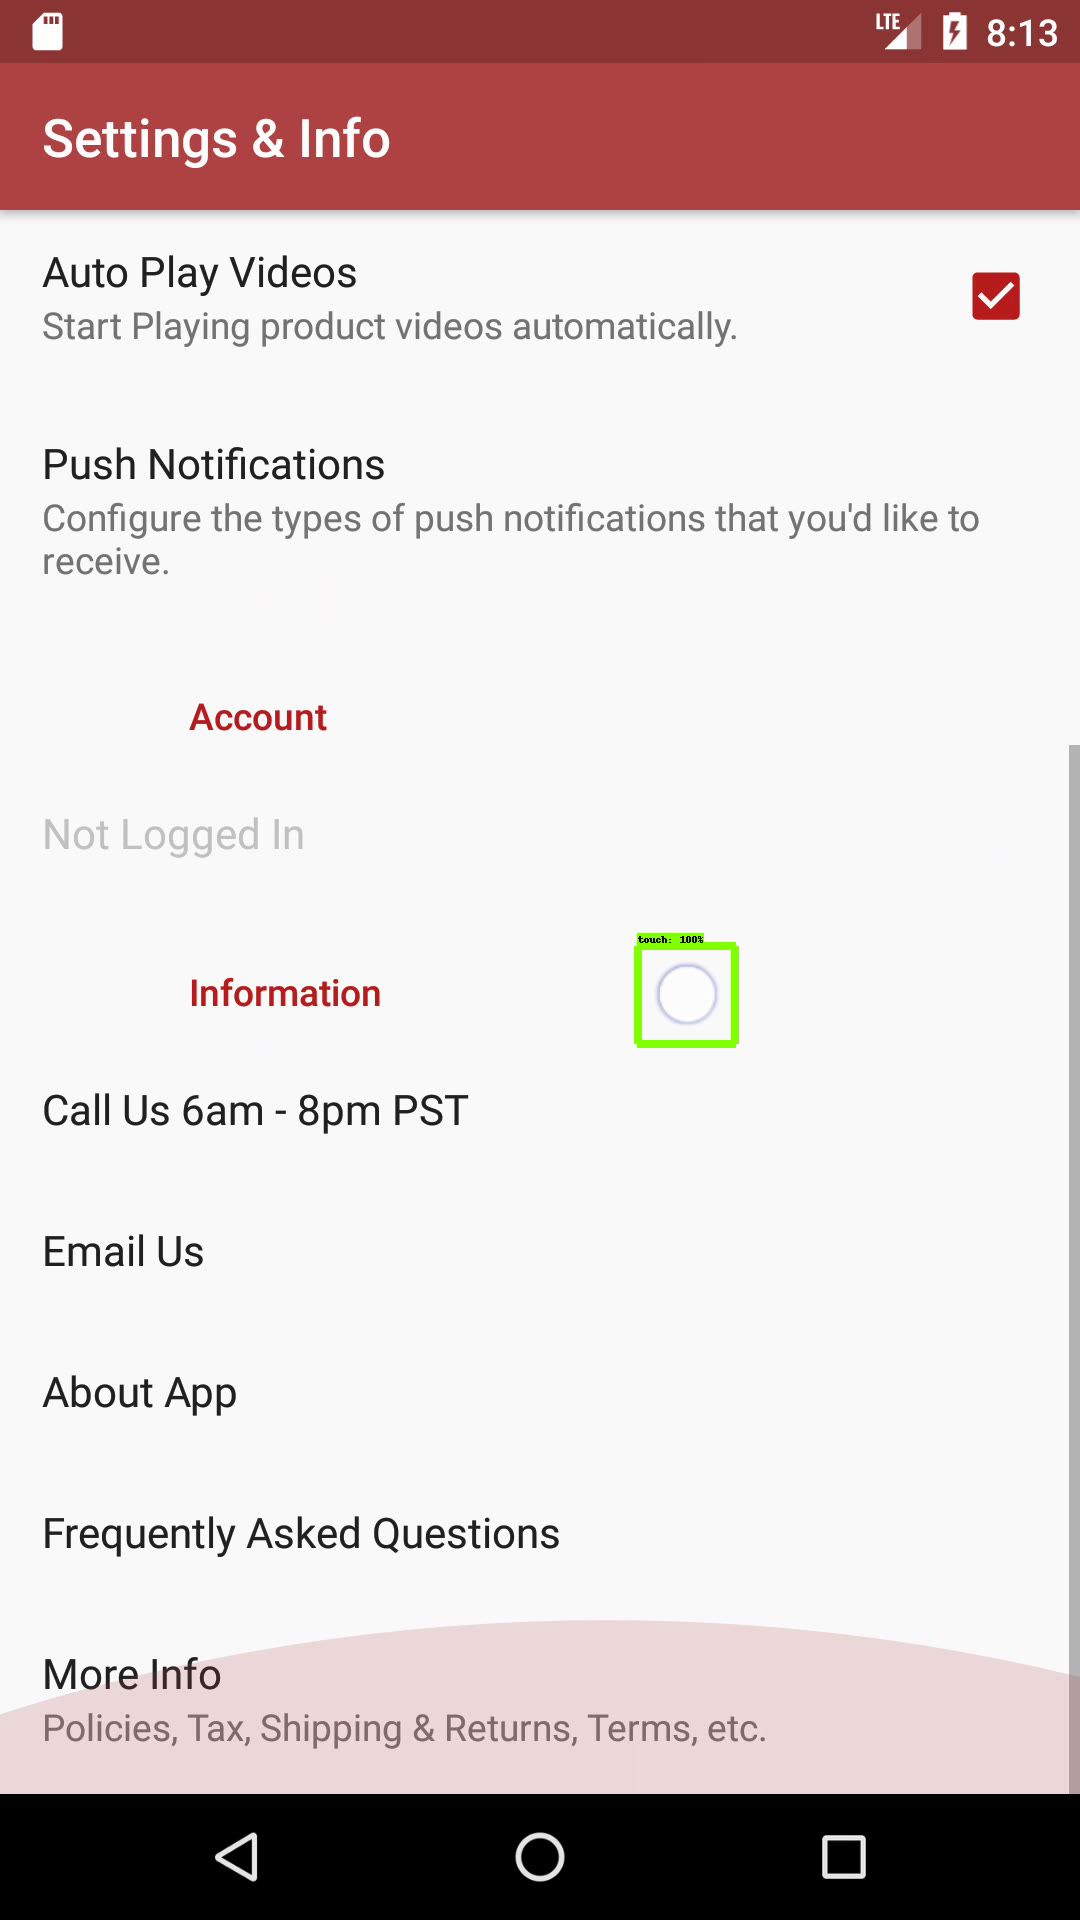 LTE 8:13
Settings & Info
Auto Play Videos
Start Playing product videos automatically.
Push Notifications
Configure the types of push notifications that you'd like to
receive.
Account
Not Logged In
touch: 100%
Information
Call Us 6am - 8pm PST
Email Us
About App
Frequently Asked Questions
More Info
Policies, Tax, Shipping & Returns, Terms, etc.